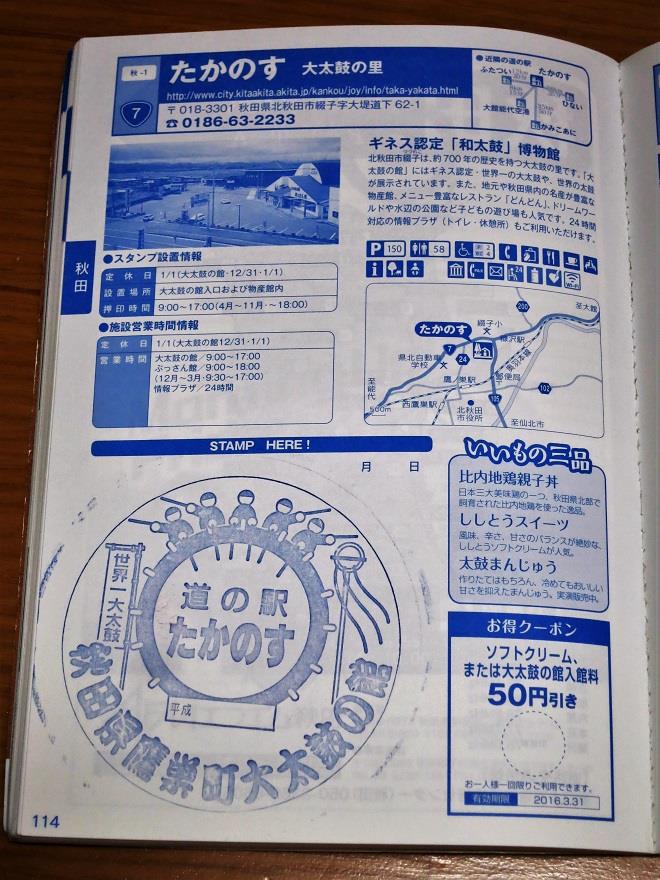 秋-1
たかのす 大太鼓の里
http://www.city.kitaakita.akita.jp/kankou/joy/info/taka-yakata.html
7
〒018-3301 秋田県北秋田市綴子字大堤道下 62-1
☎0186-63-2233
●近隣の道の駅
ふたつい
たかのす
大館能代空港
ひない
かみこあに
秋田
ギネス認定「和太鼓」博物館
北秋田市綴子は、約700年の歴史を持つ大太鼓の里です。「大
太鼓の館」にはギネス認定・世界一の大太鼓や、世界の太鼓
が展示されています。また、地元や秋田県内の名産が豊富な
物産館、メニュー豊富なレストラン「どんどん」、ドリームワー
ルドや水辺の公園など子どもの遊び場も人気です。24時間
対応の情報プラザ(トイレ・休憩所)もご利用いただけます。
P 150
58
●スタンプ設置情報
定休日 1/1(大太鼓の館・12/31・1/1)
設置場所 大太鼓の館入口および物産館内
押印時間 9:00~17:00(4月~11月・~18:00)
●施設営業時間情報
定休日 1/1(大太鼓の館12/31・1/1)
営業時間 大太鼓の館/9:00~17:00
ぶっさん館/9:00~18:00
(12月~3月・9:30~17:00)
情報プラザ/24時間
至大館
200
たかのす
綴子小
糠沢駅
7
24
県北自動車
学校
奥羽本線
鷹ノ巣駅
郵便局
至能代
102
西鷹巣駅
105
北秋田
市役所
至仙北市
500m
STAMP HERE!
月 日
世界一大太鼓
道の駅
たかのす
平成
秋田県鷹巣町大太鼓の館
いいもの三品
比内地鶏親子丼
日本三大美味鶏の一つ、秋田県北部で
飼育された比内地鶏を使った逸品。
ししとうスイーツ
風味、辛さ、甘さのバランスが絶妙な、
ししとうソフトクリームが人気。
太鼓まんじゅう
作りたてはもちろん、冷めてもおいしい
甘さを抑えたまんじゅう。実演販売中。
お得クーポン
ソフトクリーム、
または大太鼓の館入館料
50円引き
お一人様一回限りご利用できます。
有効期限 2016.3.31
114